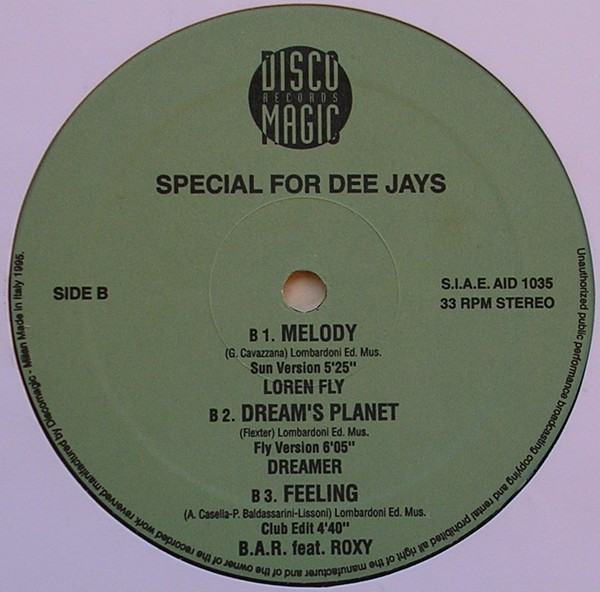 DISCO
RECORDS
MAGIC
SPECIAL FOR DEE JAYS
SIDE B
S.I.A.E. AID 1035
33 RPM STEREO
B 1. MELODY
(G. Cavazzana) Lombardoni Ed. Mus.
Sun Version 5'25"
LOREN FLY
B 2. DREAM'S PLANET
(Flexter) Lombardoni Ed. Mus.
Fly Version 6'05"
DREAMER
B 3. FEELING
(A. Casella-P. Baldassarini-Lissoni) Lombardoni Ed. Mus.
Club Edit 4'40"
B.A.R. feat. ROXY
Unauthorized public performance broadcasting copying and rental prohibited all right of the manufacturer and of the owner of the recorded work reverved.manifactured by Discomagic - Milan Made in Italy 1995.